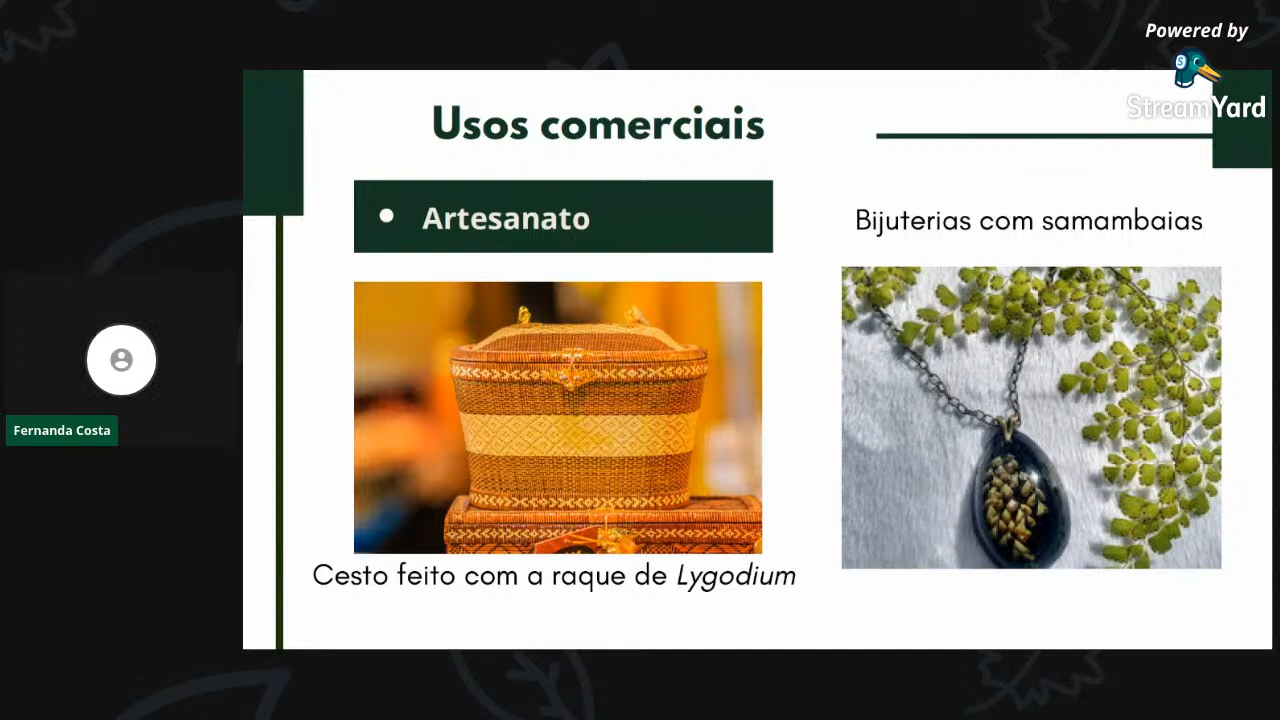 Powered by
StreamYard
Usos comerciais
Artesanato
Bijuterias com samambaias
Cesto feito com a raque de Lygodium
Fernanda Costa